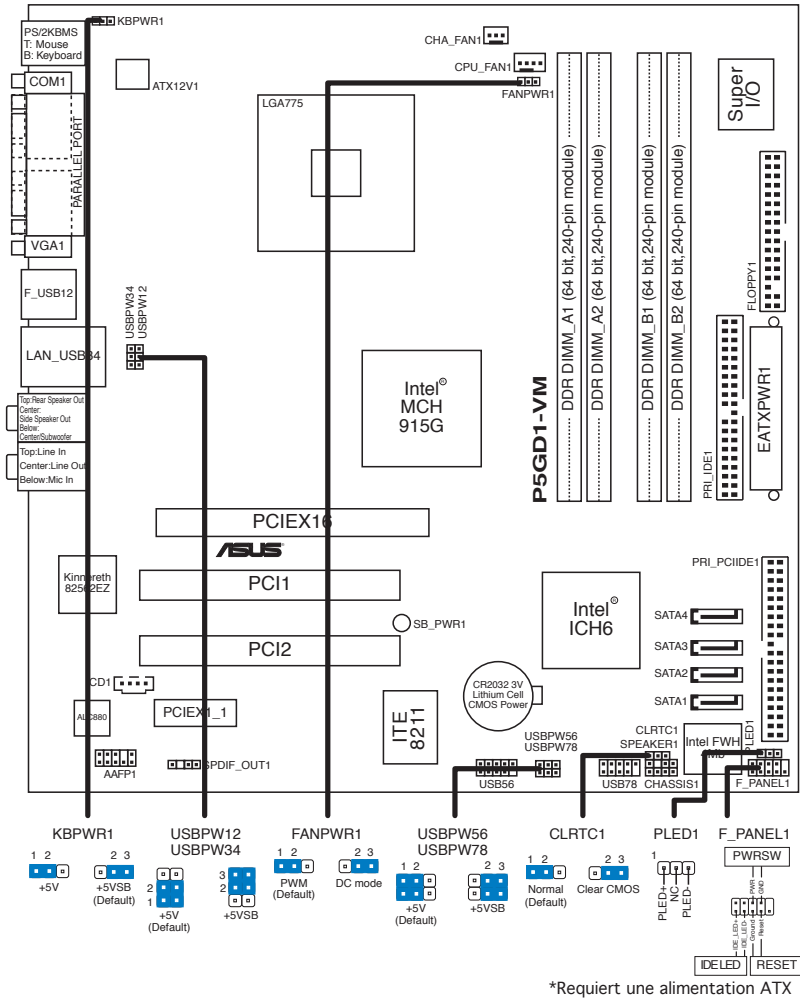 PS/2KBMS
T: Mouse
B: Keyboard
KBPWR1
CHA_FAN1
CPU_FAN1
FANPWR1
COM1
ATX12V1
LGA775
Super
I/O
PARALLEL PORT
VGA1
F_USB12
USBPW34
USBPW12
LAN_USB34
DDR DIMM_A1 (64 bit,240-pin module)
DDR DIMM_A2 (64 bit,240-pin module)
DDR DIMM_B1 (64 bit,240-pin module)
DDR DIMM_B2 (64 bit,240-pin module)
FLOPPY1
EATXPWR1
PRI_IDE1
Top:Rear Speaker Out
Center:
Side Speaker Out
Below:
Center/Subwoofer
Top:Line In
Center:Line Out
Below:Mic In
Intel®
MCH
915G
P5GD1-VM
PCIEX16
ASUS®
Kinnereth
82562EZ
PCI1
PCI2
SB_PWR1
Intel®
ICH6
PRI_PCIIDE1
SATA4
SATA3
SATA2
SATA1
CD1
ALC880
PCIEX1_1
ITE
8211
CR2032 3V
Lithium Cell
CMOS Power
AAFP1
SPDIF_OUT1
USBPW56
USBPW78
USB56
CLRTC1
SPEAKER1
USB78
CHASSIS1
Intel FWH
4Mb
PLED1
F_PANEL1
KBPWR1
1 2
+5V
2 3
+5VSB
(Default)
USBPW12
USBPW34
2
1
+5V
(Default)
3
2
+5VSB
FANPWR1
1 2
PWM
(Default)
2 3
DC mode
USBPW56
USBPW78
1 2
+5V
(Default)
2 3
+5VSB
CLRTC1
1 2
Normal
(Default)
2 3
Clear CMOS
PLED1
1
PLED+
NC
PLED-
F_PANEL1
PWRSW
PWR
GND
IDE_LED+
IDE_LED-
Ground
Reset
IDELED
RESET
*Requiert une alimentation ATX